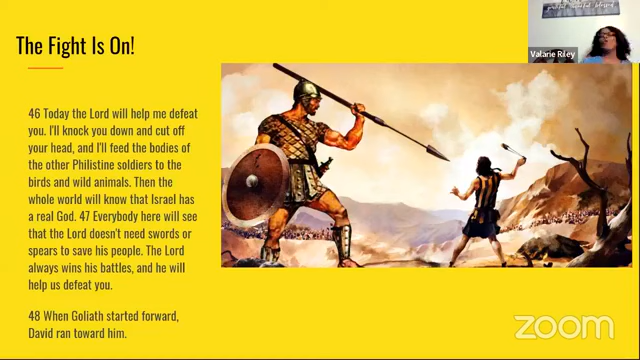 The Fight Is On!
46 Today the Lord will help me defeat
you. I'll knock you down and cut off
your head, and I'll feed the bodies of
the other Philistine soldiers to the
birds and wild animals. Then the
whole world will know that Israel has
a real God. 47 Everybody here will see
that the Lord doesn't need swords or
spears to save his people. The Lord
always wins his battles, and he will
help us defeat you.
48 When Goliath started forward,
David ran toward him.
grateful thankful blessed
Valarie Riley
zoom